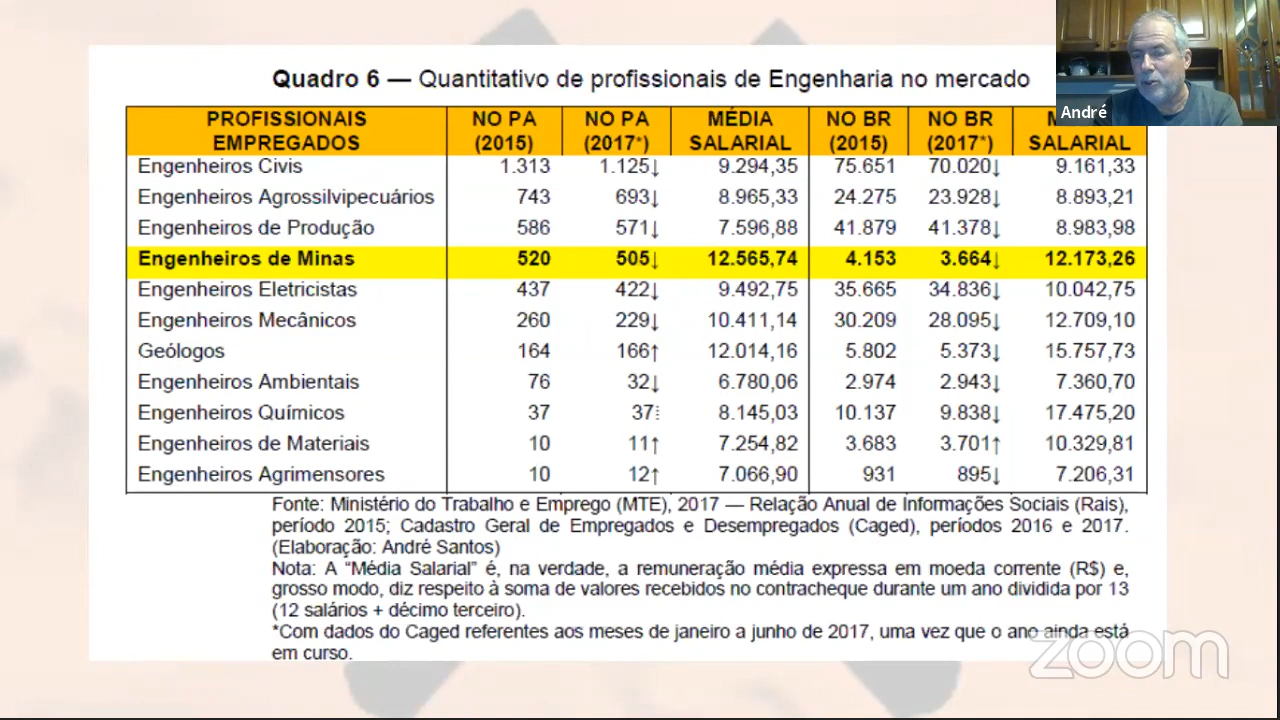 André
Quadro 6 — Quantitativo de profissionais de Engenharia no mercado
PROFISSIONAIS EMPREGADOS NO PA (2015) NO PA (2017*) MÉDIA SALARIAL NO BR (2015) NO BR (2017*) SALARIAL
Engenheiros Civis 1.313 1.125↓ 9.294,35 75.651 70.020↓ 9.161,33
Engenheiros Agrossilvipecuários 743 693↓ 8.965,33 24.275 23.928↓ 8.893,21
Engenheiros de Produção 586 571↓ 7.596,88 41.879 41.378↓ 8.983,98
Engenheiros de Minas 520 505↓ 12.565,74 4.153 3.664↓ 12.173,26
Engenheiros Eletricistas 437 422↓ 9.492,75 35.665 34.836↓ 10.042,75
Engenheiros Mecânicos 260 229↓ 10.411,14 30.209 28.095↓ 12.709,10
Geólogos 164 166↑ 12.014,16 5.802 5.373↓ 15.757,73
Engenheiros Ambientais 76 32↓ 6.780,06 2.974 2.943↓ 7.360,70
Engenheiros Químicos 37 37⁞ 8.145,03 10.137 9.838↓ 17.475,20
Engenheiros de Materiais 10 11↑ 7.254,82 3.683 3.701↑ 10.329,81
Engenheiros Agrimensores 10 12↑ 7.066,90 931 895↓ 7.206,31
Fonte: Ministério do Trabalho e Emprego (MTE), 2017 — Relação Anual de Informações Sociais (Rais),
período 2015; Cadastro Geral de Empregados e Desempregados (Caged), períodos 2016 e 2017.
(Elaboração: André Santos)
Nota: A “Média Salarial” é, na verdade, a remuneração média expressa em moeda corrente (R$) e,
grosso modo, diz respeito à soma de valores recebidos no contracheque durante um ano dividida por 13
(12 salários + décimo terceiro).
*Com dados do Caged referentes aos meses de janeiro a junho de 2017, uma vez que o ano ainda está
em curso.
zoom